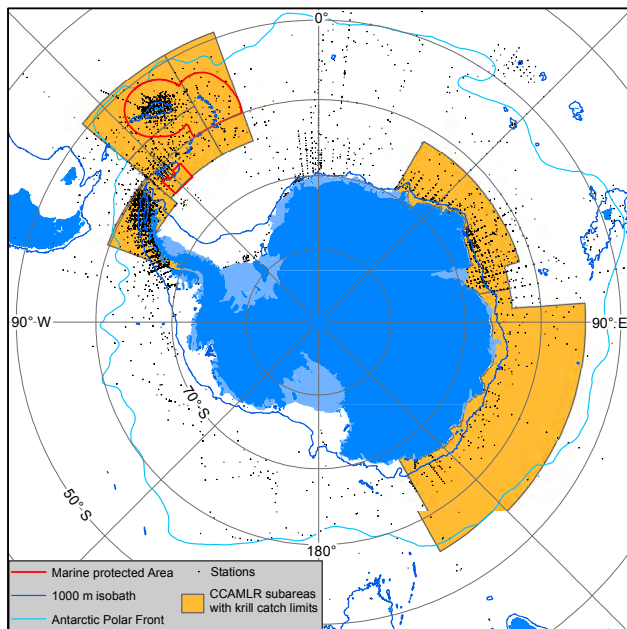 0°
90°-W
90°-E
70°-S
50°-S
180°
Marine protected Area
1000 m isobath
Antarctic Polar Front
Stations
CCAMLR subareas
with krill catch limits